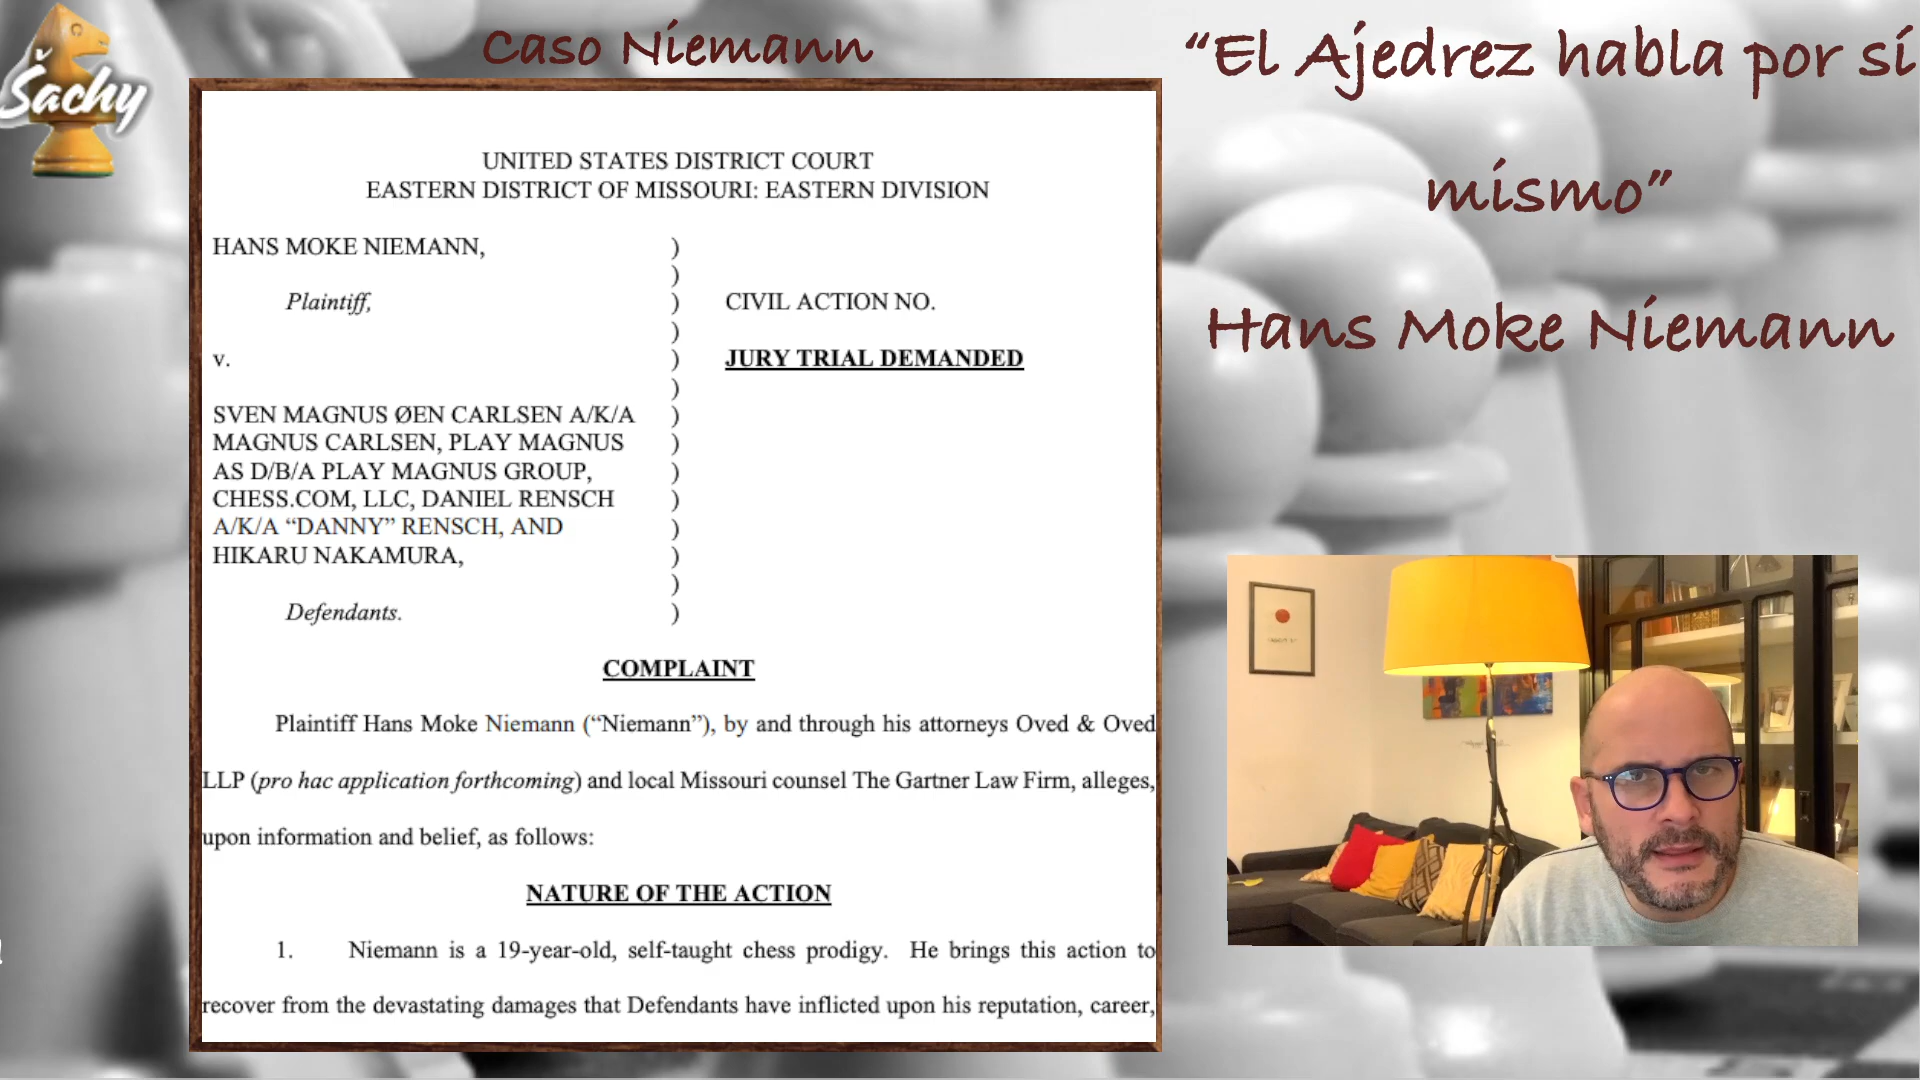 Šachy
Caso Niemann
"El Ajedrez habla por sí
mismo"
Hans Moke Niemann
UNITED STATES DISTRICT COURT
EASTERN DISTRICT OF MISSOURI: EASTERN DIVISION
HANS MOKE NIEMANN, )
)
Plaintiff, ) CIVIL ACTION NO.
)
v. ) JURY TRIAL DEMANDED
)
SVEN MAGNUS ØEN CARLSEN A/K/A )
MAGNUS CARLSEN, PLAY MAGNUS )
AS D/B/A PLAY MAGNUS GROUP, )
CHESS.COM, LLC, DANIEL RENSCH )
A/K/A “DANNY” RENSCH, AND )
HIKARU NAKAMURA, )
)
Defendants. )
COMPLAINT
Plaintiff Hans Moke Niemann (“Niemann”), by and through his attorneys Oved & Oved
LLP (pro hac application forthcoming) and local Missouri counsel The Gartner Law Firm, alleges,
upon information and belief, as follows:
NATURE OF THE ACTION
1. Niemann is a 19-year-old, self-taught chess prodigy. He brings this action to
recover from the devastating damages that Defendants have inflicted upon his reputation, career,